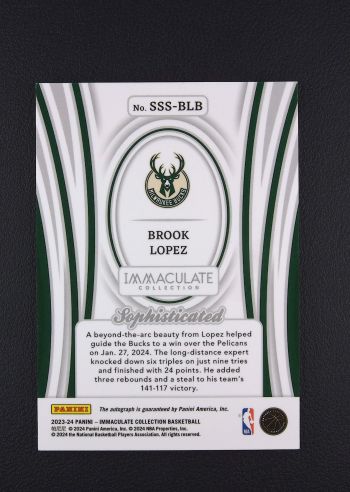 No. SSS-BLB
MILWAUKEE BUCKS
BROOK
LOPEZ
IMMACULATE
COLLECTION
Sophisticated
A beyond-the-arc beauty from Lopez helped
guide the Bucks to a win over the Pelicans
on Jan. 27, 2024. The long-distance expert
knocked down six triples on just nine tries
and finished with 24 points. He added
three rebounds and a steal to his team's
141-117 victory.
PANINI
The autograph is guaranteed by Panini America, Inc.
NBA
2023-24 PANINI – IMMACULATE COLLECTION BASKETBALL
帕尼尼 © 2024 Panini America, Inc. © 2024 NBA Properties, Inc.
© 2024 the National Basketball Players Association. All rights reserved.